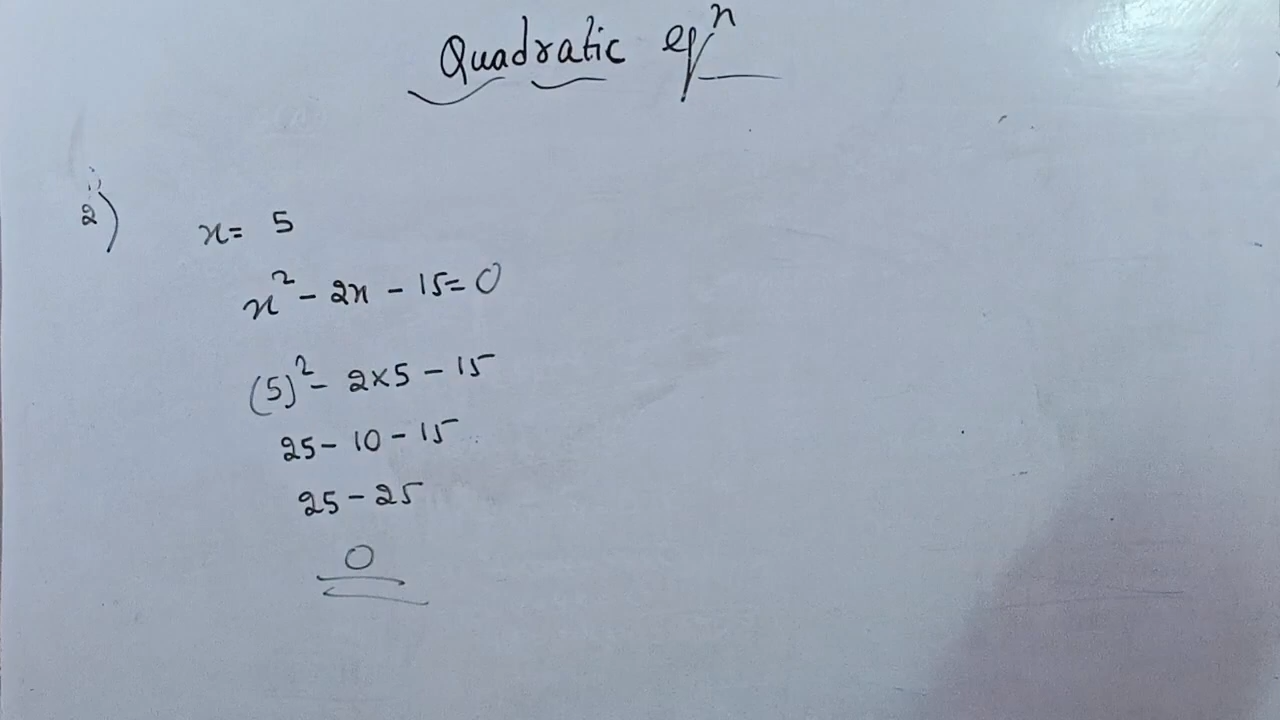 Quadratic eqⁿ
2) x = 5
x² - 2x - 15 = 0
(5)² - 2×5 - 15
25 - 10 - 15
25 - 25
0